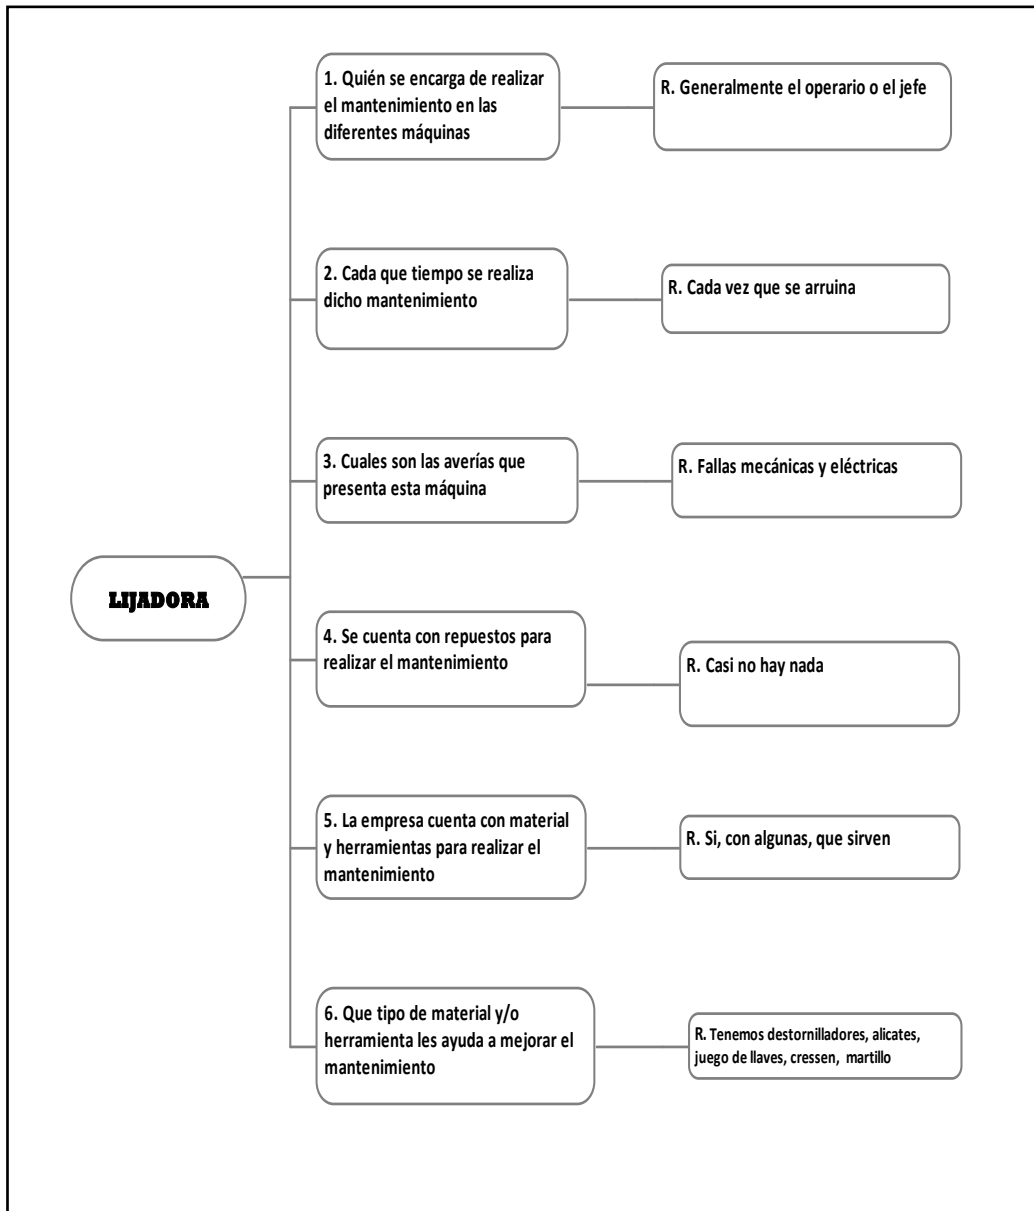 1. Quién se encarga de realizar
el mantenimiento en las
diferentes máquinas
R. Generalmente el operario o el jefe
2. Cada que tiempo se realiza
dicho mantenimiento
R. Cada vez que se arruina
3. Cuales son las averías que
presenta esta máquina
R. Fallas mecánicas y eléctricas
LIJADORA
4. Se cuenta con repuestos para
realizar el mantenimiento
R. Casi no hay nada
5. La empresa cuenta con material
y herramientas para realizar el
mantenimiento
R. Si, con algunas, que sirven
6. Que tipo de material y/o
herramienta les ayuda a mejorar el
mantenimiento
R. Tenemos destornilladores, alicates,
juego de llaves, cressen, martillo